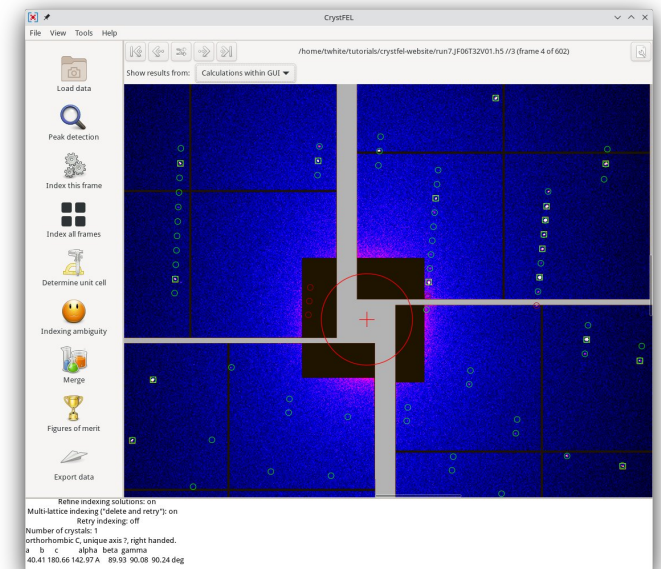 CrystFEL
File View Tools Help
/home/twhite/tutorials/crystfel-website/run7.JF06T32V01.h5 //3 (frame 4 of 602)
Show results from: Calculations within GUI
Load data
Peak detection
Index this frame
Index all frames
Determine unit cell
Indexing ambiguity
Merge
Figures of merit
Export data
Refine indexing solutions: on
Multi-lattice indexing ("delete and retry"): on
Retry indexing: off
Number of crystals: 1
orthorhombic C, unique axis ?, right handed.
a b c alpha beta gamma
40.41 180.66 142.97 A 89.93 90.08 90.24 deg